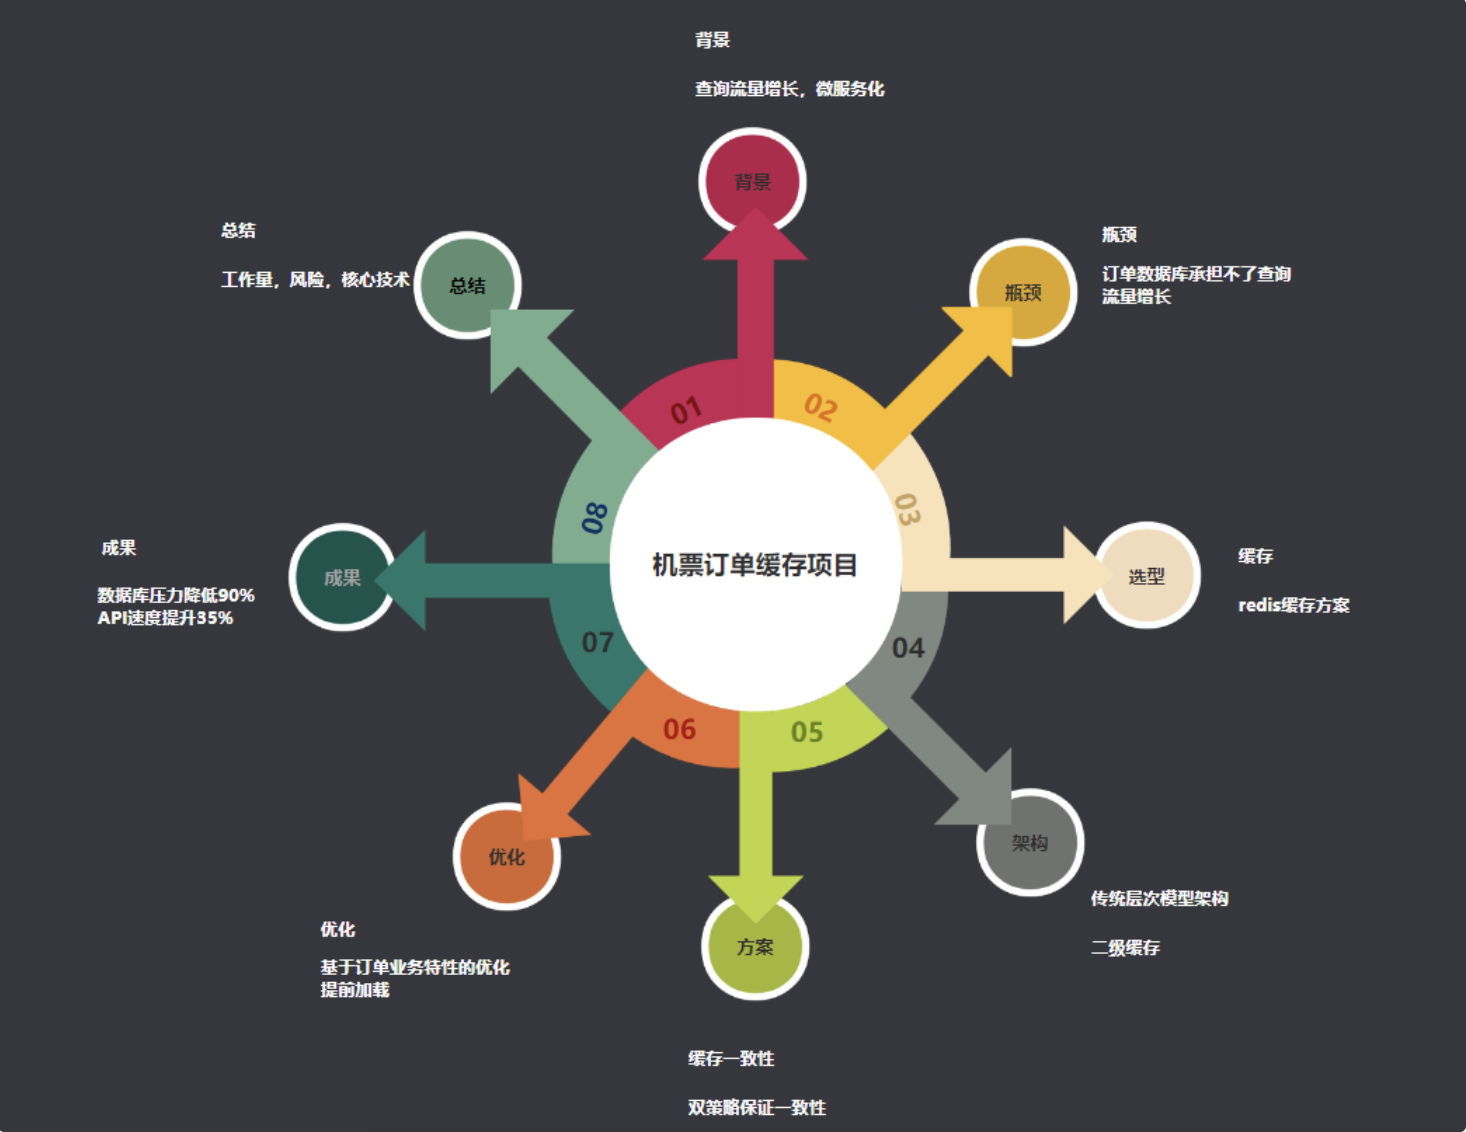 背景
查询流量增长，微服务化
背景
总结
工作量，风险，核心技术
总结
瓶颈
瓶颈
订单数据库承担不了查询
流量增长
01
02
03
08
机票订单缓存项目
成果
成果
数据库压力降低90%
API速度提升35%
选型
缓存
redis缓存方案
07
04
06
05
优化
优化
基于订单业务特性的优化
提前加载
架构
传统层次模型架构
二级缓存
方案
缓存一致性
双策略保证一致性